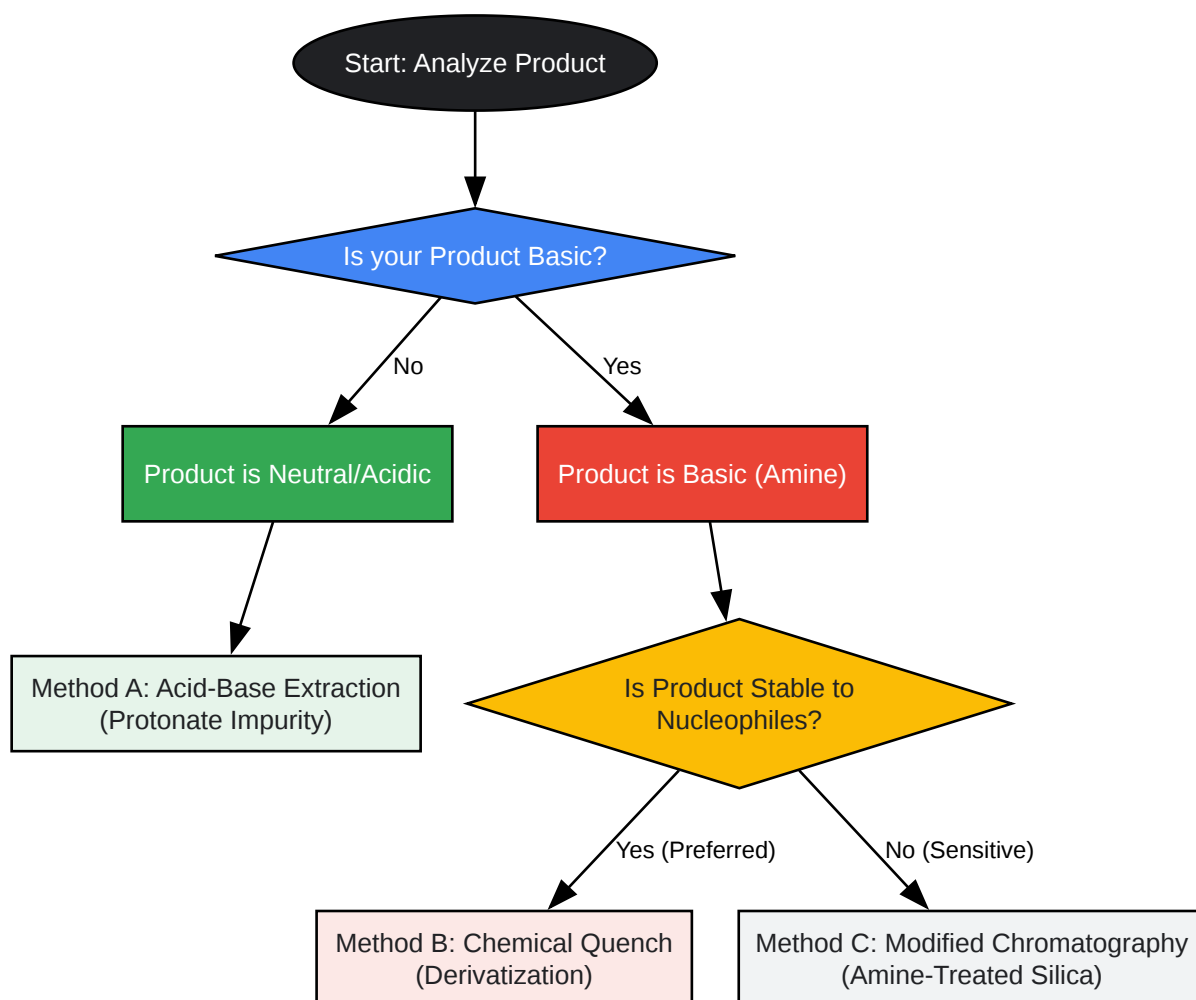 Start: Analyze Product
Is your Product Basic?
No
Yes
Product is Neutral/Acidic
Product is Basic (Amine)
Method A: Acid-Base Extraction
(Protonate Impurity)
Is Product Stable to
Nucleophiles?
Yes (Preferred)
No (Sensitive)
Method B: Chemical Quench
(Derivatization)
Method C: Modified Chromatography
(Amine-Treated Silica)